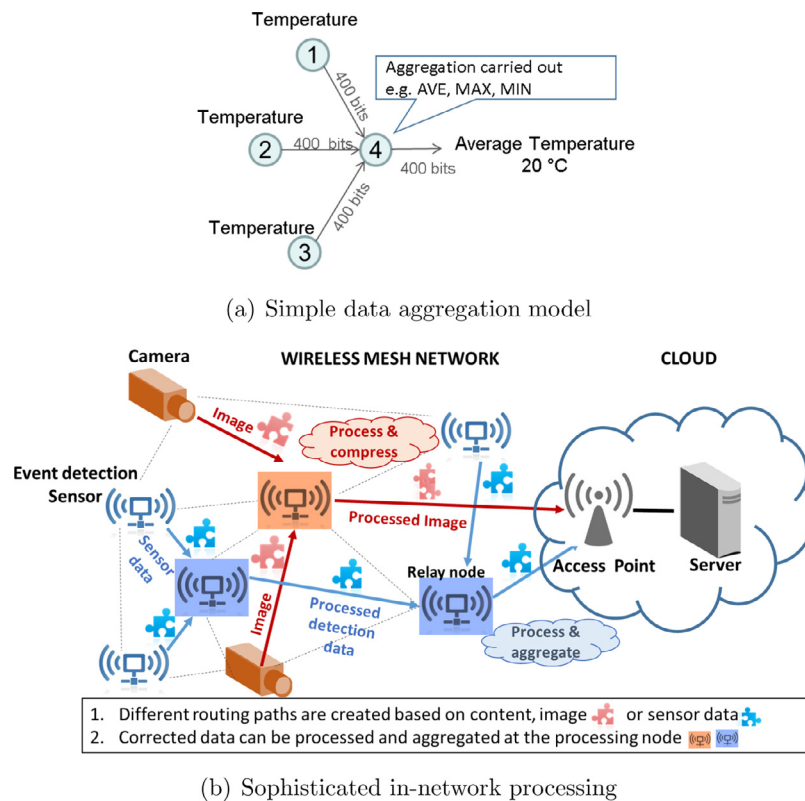 Temperature
1
400 bits
Aggregation carried out
e.g. AVE, MAX, MIN
Temperature
2
400 bits
4
400 bits
Average Temperature
20 °C
400 bits
Temperature
3
(a) Simple data aggregation model
Camera
WIRELESS MESH NETWORK
CLOUD
Image
Process &
compress
Event detection
Sensor
Processed Image
Sensor
data
Access Point
Server
Relay node
Image
Processed
detection
data
Process &
aggregate
1. Different routing paths are created based on content, image or sensor data
2. Corrected data can be processed and aggregated at the processing node
(b) Sophisticated in-network processing